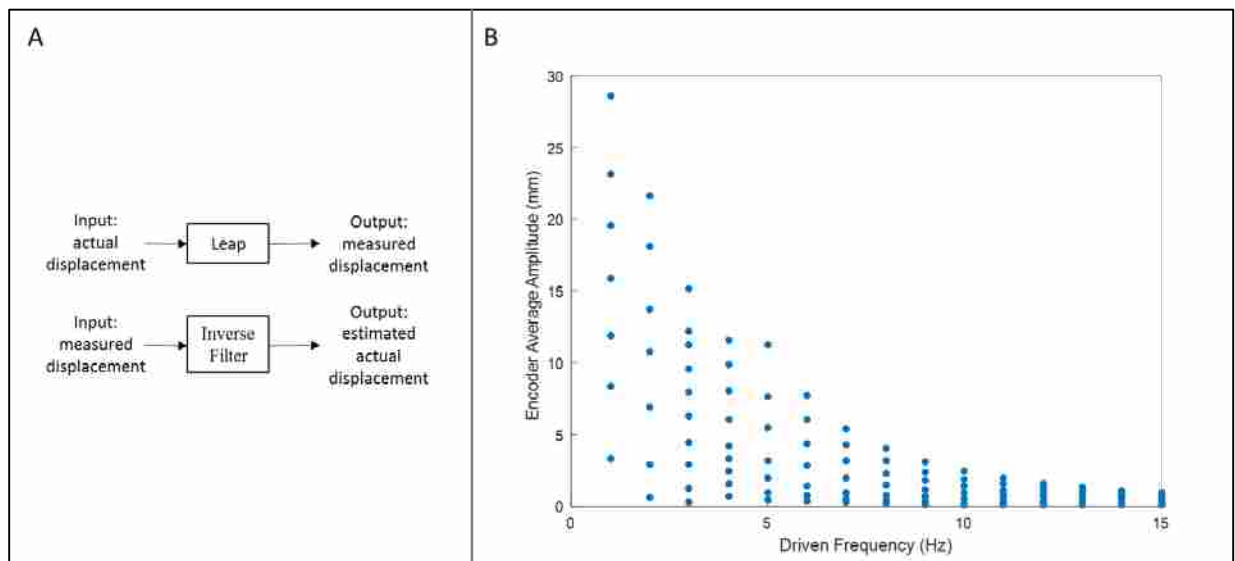 A
Input:
actual
displacement
Leap
Output:
measured
displacement
Input:
measured
displacement
Inverse
Filter
Output:
estimated
actual
displacement
B
30
25
20
15
10
5
0
Encoder Average Amplitude (mm)
0
5
10
15
Driven Frequency (Hz)